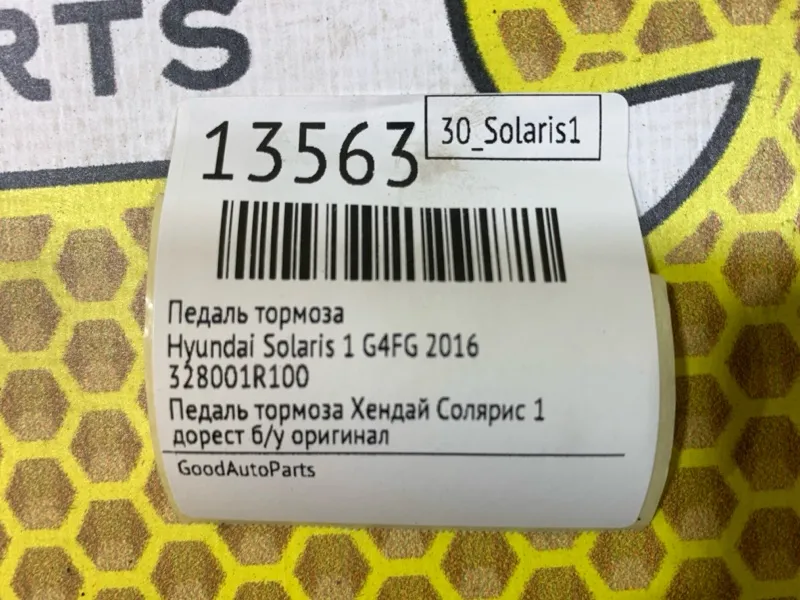 RTS
13563
30_Solaris1
Педаль тормоза
Hyundai Solaris 1 G4FG 2016
328001R100
Педаль тормоза Хендай Солярис 1
дорест б/у оригинал
GoodAutoParts